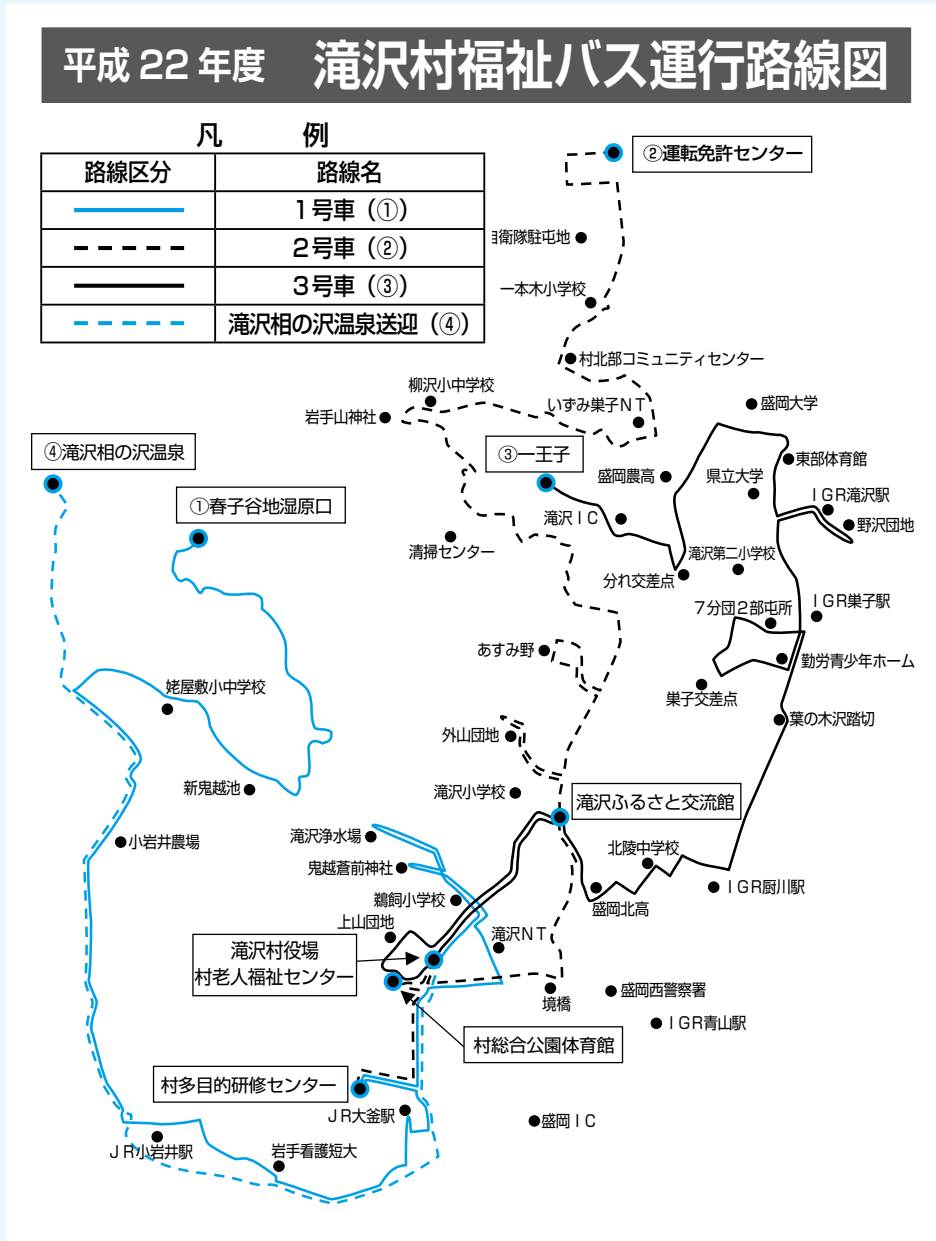 平成 22 年度 滝沢村福祉バス運行路線図
凡 例
路線区分 路線名
1号車（①）
2号車（②）
3号車（③）
滝沢相の沢温泉送迎（④）
②運転免許センター
自衛隊駐屯地
一本木小学校
村北部コミュニティセンター
柳沢小中学校
いずみ巣子ＮＴ
盛岡大学
岩手山神社
④滝沢相の沢温泉
③一王子
盛岡農高
県立大学
東部体育館
①春子谷地湿原口
ＩＧＲ滝沢駅
滝沢ＩＣ
野沢団地
清掃センター
滝沢第二小学校
分れ交差点
７分団２部屯所
ＩＧＲ巣子駅
あすみ野
勤労青少年ホーム
姥屋敷小中学校
巣子交差点
葉の木沢踏切
外山団地
新鬼越池
滝沢小学校
滝沢ふるさと交流館
滝沢浄水場
小岩井農場
北陵中学校
鬼越蒼前神社
ＩＧＲ厨川駅
盛岡北高
鵜飼小学校
上山団地
滝沢ＮＴ
滝沢村役場
村老人福祉センター
盛岡西警察署
境橋
ＩＧＲ青山駅
村総合公園体育館
村多目的研修センター
ＪＲ大釜駅
盛岡ＩＣ
ＪＲ小岩井駅
岩手看護短大